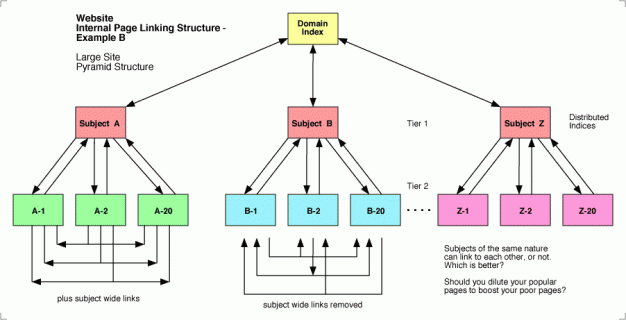 Website
Internal Page Linking Structure -
Example B
Large Site
Pyramid Structure
Domain
Index
Subject A
Subject B
Tier 1
Subject Z
Distributed
Indices
Tier 2
A-1
A-2
A-20
B-1
B-2
B-20
Z-1
Z-2
Z-20
plus subject wide links
subject wide links removed
Subjects of the same nature
can link to each other, or not.
Which is better?
Should you dilute your popular
pages to boost your poor pages?